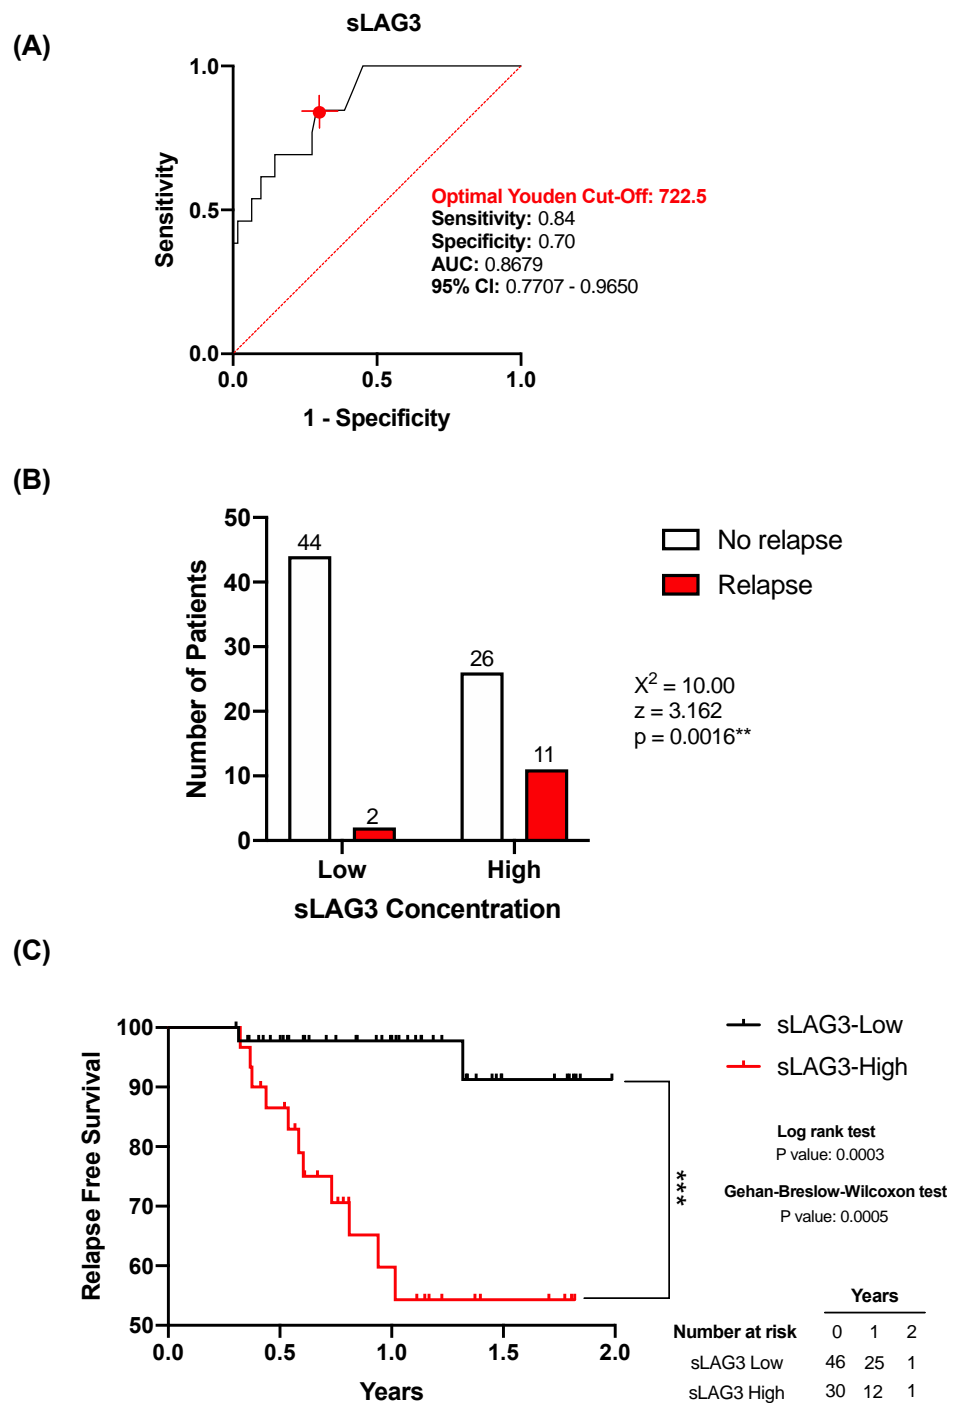 (A)
sLAG3
Sensitivity
1.0
0.5
0.0
0.0 0.5 1.0
1 - Specificity
Optimal Youden Cut-Off: 722.5
Sensitivity: 0.84
Specificity: 0.70
AUC: 0.8679
95% CI: 0.7707 - 0.9650
(B)
Number of Patients
50
40
30
20
10
0
44
2
26
11
Low High
sLAG3 Concentration
No relapse
Relapse
X² = 10.00
z = 3.162
p = 0.0016**
(C)
Relapse Free Survival
100
90
80
70
60
50
0.0 0.5 1.0 1.5 2.0
Years
sLAG3-Low
sLAG3-High
***
Log rank test
P value: 0.0003
Gehan-Breslow-Wilcoxon test
P value: 0.0005
Years
Number at risk 0 1 2
sLAG3 Low 46 25 1
sLAG3 High 30 12 1